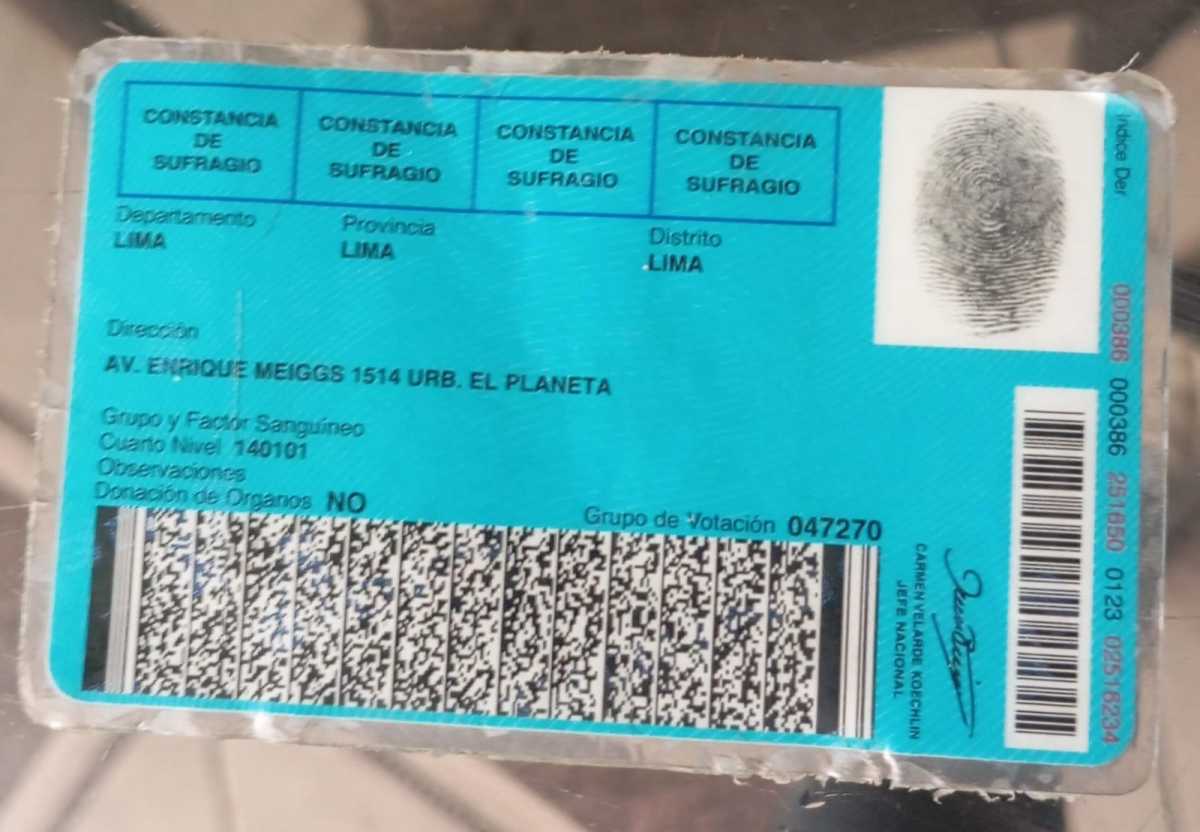 CONSTANCIA
DE
SUFRAGIO
CONSTANCIA
DE
SUFRAGIO
CONSTANCIA
DE
SUFRAGIO
CONSTANCIA
DE
SUFRAGIO
Departamento
LIMA
Provincia
LIMA
Distrito
LIMA
Dirección
AV. ENRIQUE MEIGGS 1514 URB. EL PLANETA
Grupo y Factor Sanguíneo
Cuarto Nivel 140101
Observaciones
Donación de Organos NO
Grupo de Votación 047270
CARMEN VELARDE KOECHLIN
JEFE NACIONAL
Indice Der
000386 000386 251650 0123 02516234